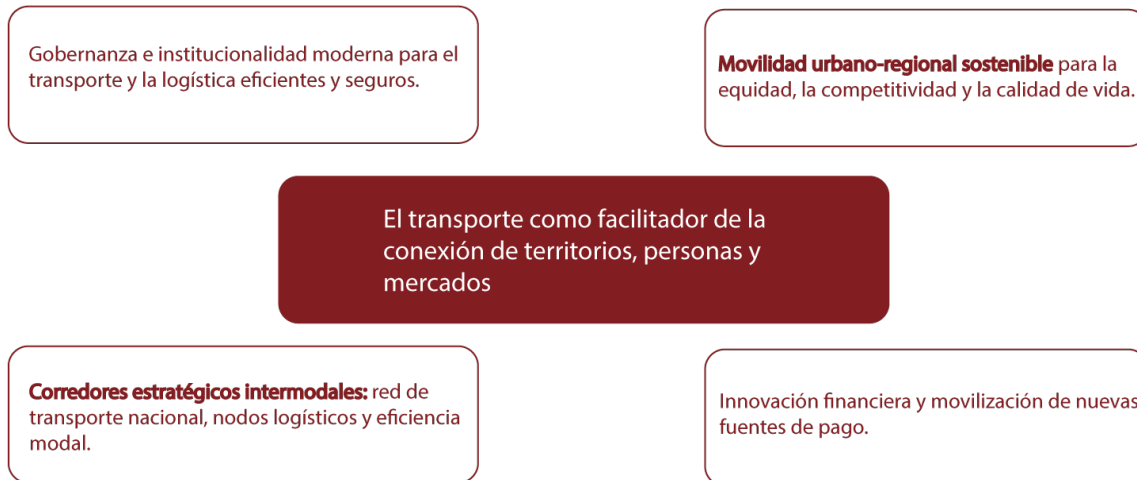 Gobernanza e institucionalidad moderna para el
transporte y la logística eficientes y seguros.
Movilidad urbano-regional sostenible para la
equidad, la competitividad y la calidad de vida.
El transporte como facilitador de la
conexión de territorios, personas y
mercados
Corredores estratégicos intermodales: red de
transporte nacional, nodos logísticos y eficiencia
modal.
Innovación financiera y movilización de nuevas
fuentes de pago.